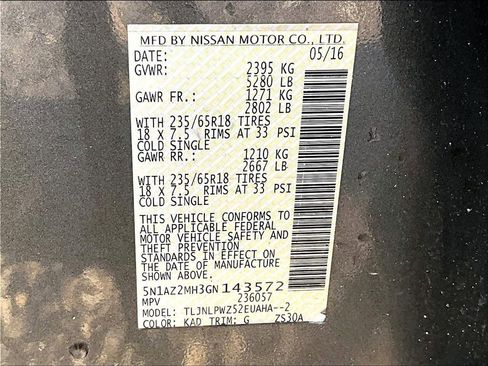 MFD BY NISSAN MOTOR CO., LTD.
DATE: 05/16
GVWR: 2395 KG
5280 LB
GAWR FR.: 1271 KG
2802 LB
WITH 235/65R18 TIRES
18 X 7.5 RIMS AT 33 PSI
COLD SINGLE
GAWR RR.: 1210 KG
2667 LB
WITH 235/65R18 TIRES
18 X 7.5 RIMS AT 33 PSI
COLD SINGLE
THIS VEHICLE CONFORMS TO
ALL APPLICABLE FEDERAL
MOTOR VEHICLE SAFETY AND
THEFT PREVENTION
STANDARDS IN EFFECT ON
THE DATE OF MANUFACTURE
SHOWN ABOVE.
5N1AZ2MH3GN143572
MPV 236057
MODEL: TLJNLPWZ52EUAHA--2
COLOR: KAD TRIM: G ZS30A